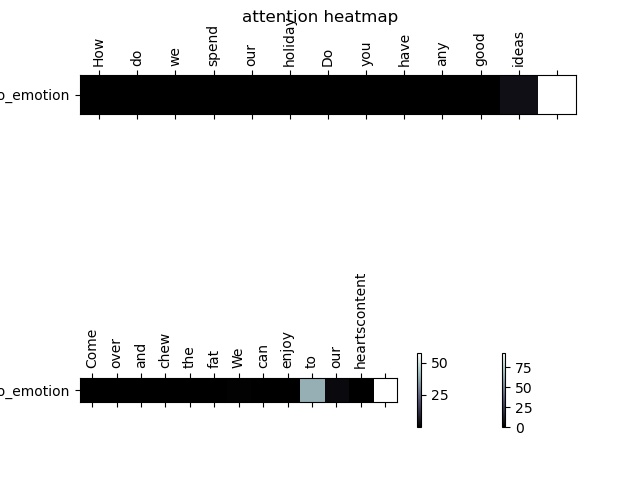 attention heatmap
How do we spend our holiday Do you have any good ideas
o_emotion
Come over and chew the fat We can enjoy to our heartscontent
o_emotion
50
25
75
50
25
0